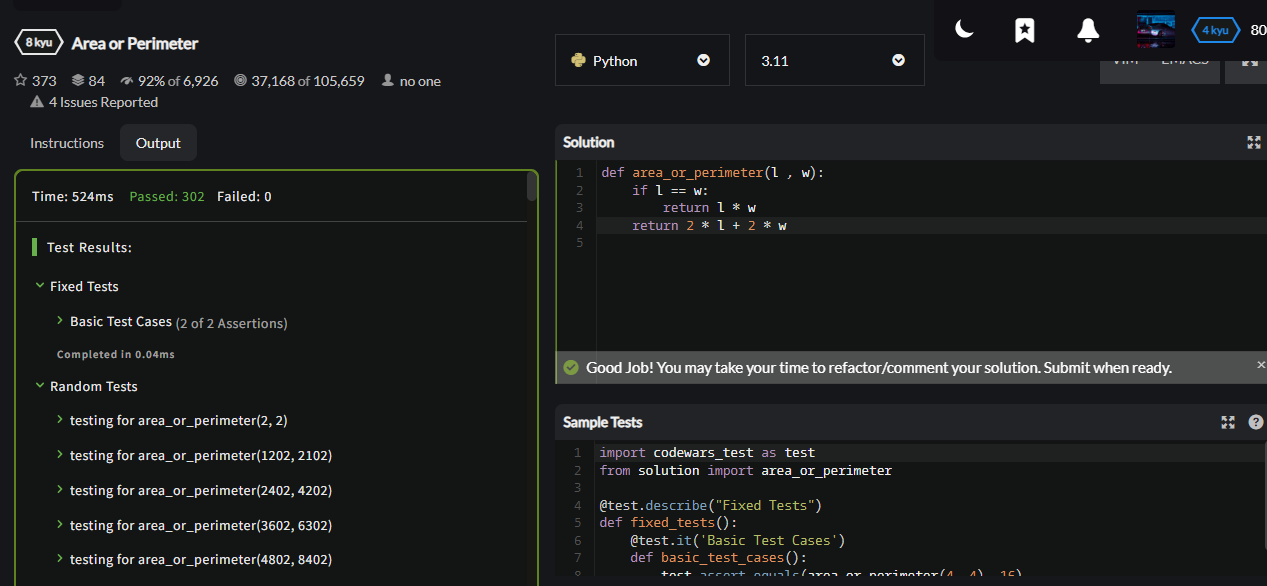 8 kyu Area or Perimeter
373 84 92% of 6,926 37,168 of 105,659 no one
4 Issues Reported
Instructions Output
Time: 524ms Passed: 302 Failed: 0
Test Results:
Fixed Tests
Basic Test Cases (2 of 2 Assertions)
Completed in 0.04ms
Random Tests
testing for area_or_perimeter(2, 2)
testing for area_or_perimeter(1202, 2102)
testing for area_or_perimeter(2402, 4202)
testing for area_or_perimeter(3602, 6302)
testing for area_or_perimeter(4802, 8402)
Python 3.11
4 kyu 80
VIM EMACS
Solution
1 def area_or_perimeter(l , w):
2 if l == w:
3 return l * w
4 return 2 * l + 2 * w
5
Good Job! You may take your time to refactor/comment your solution. Submit when ready.
Sample Tests
1 import codewars_test as test
2 from solution import area_or_perimeter
3
4 @test.describe("Fixed Tests")
5 def fixed_tests():
6 @test.it('Basic Test Cases')
7 def basic_test_cases():
8 test.assert_equals(area_or_perimeter(4, 4), 16)